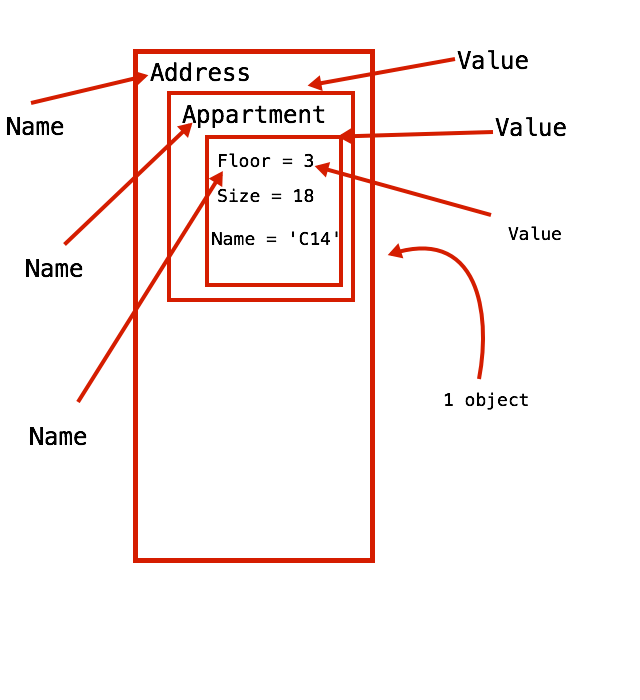 Value
Address
Name
Appartment
Value
Floor = 3
Size = 18
Name = 'C14'
Value
Name
1 object
Name